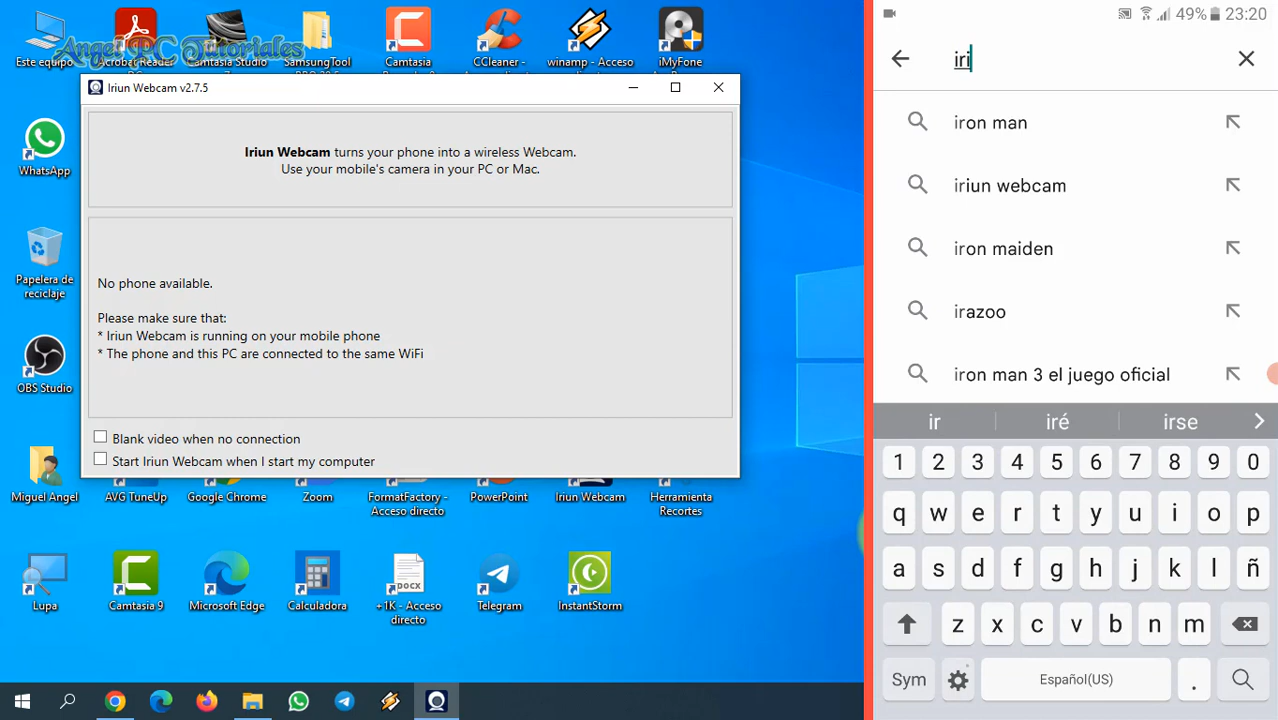 Este equipo
Acrobat Reader
Camtasia Studio
SamsungTool
Camtasia
CCleaner
winamp - Acceso
iMyFone
Angel PC Tutoriales
WhatsApp
Papelera de
reciclaje
OBS Studio
Iriun Webcam v2.7.5
Iriun Webcam turns your phone into a wireless Webcam.
Use your mobile's camera in your PC or Mac.
No phone available.
Please make sure that:
* Iriun Webcam is running on your mobile phone
* The phone and this PC are connected to the same WiFi
Blank video when no connection
Start Iriun Webcam when I start my computer
Miguel Angel
AVG TuneUp
Google Chrome
Zoom
FormatFactory -
Acceso directo
PowerPoint
Iriun Webcam
Herramienta
Recortes
Lupa
Camtasia 9
Microsoft Edge
Calculadora
DOCX
+1K - Acceso
directo
Telegram
InstantStorm
49% 23:20
iri
iron man
iriun webcam
iron maiden
irazoo
iron man 3 el juego oficial
ir iré irse
1 2 3 4 5 6 7 8 9 0
q w e r t y u i o p
a s d f g h j k l ñ
z x c v b n m
Sym Español(US) .